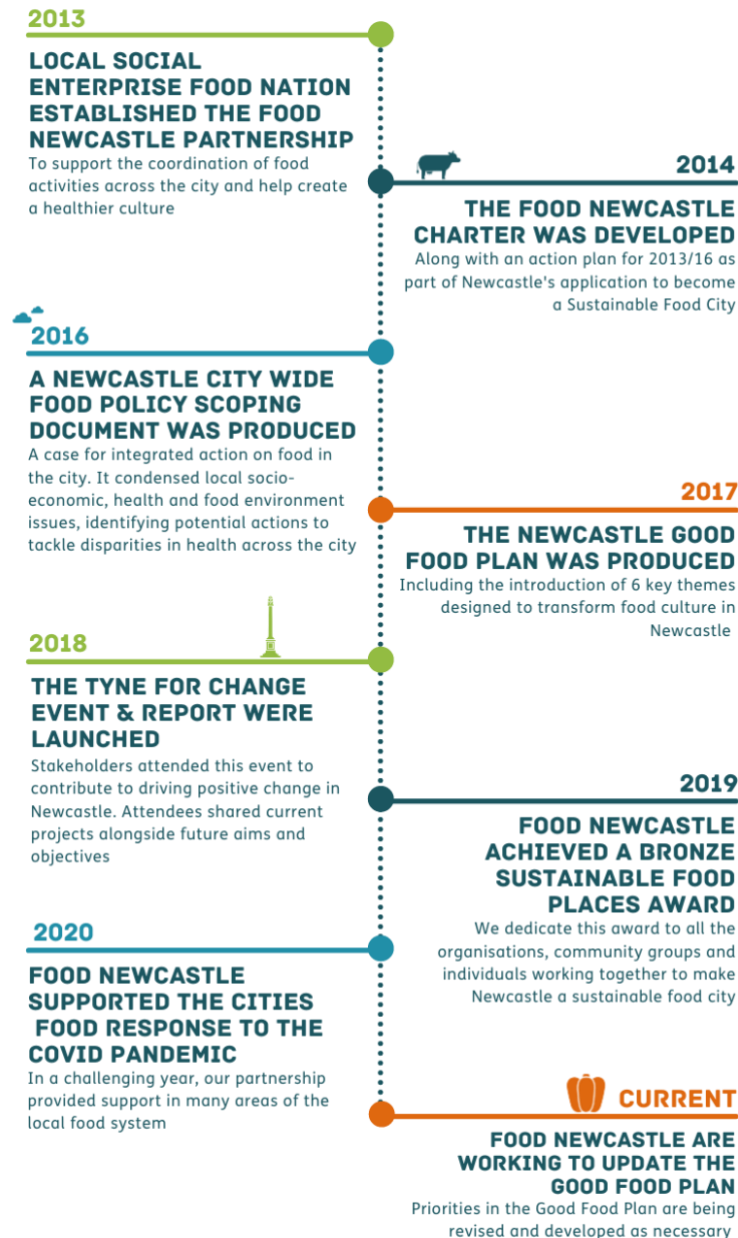 2013
LOCAL SOCIAL
ENTERPRISE FOOD NATION
ESTABLISHED THE FOOD
NEWCASTLE PARTNERSHIP
To support the coordination of food
activities across the city and help create
a healthier culture
2014
THE FOOD NEWCASTLE
CHARTER WAS DEVELOPED
Along with an action plan for 2013/16 as
part of Newcastle's application to become
a Sustainable Food City
2016
A NEWCASTLE CITY WIDE
FOOD POLICY SCOPING
DOCUMENT WAS PRODUCED
A case for integrated action on food in
the city. It condensed local socio-
economic, health and food environment
issues, identifying potential actions to
tackle disparities in health across the city
2017
THE NEWCASTLE GOOD
FOOD PLAN WAS PRODUCED
Including the introduction of 6 key themes
designed to transform food culture in
Newcastle
2018
THE TYNE FOR CHANGE
EVENT & REPORT WERE
LAUNCHED
Stakeholders attended this event to
contribute to driving positive change in
Newcastle. Attendees shared current
projects alongside future aims and
objectives
2019
FOOD NEWCASTLE
ACHIEVED A BRONZE
SUSTAINABLE FOOD
PLACES AWARD
We dedicate this award to all the
organisations, community groups and
individuals working together to make
Newcastle a sustainable food city
2020
FOOD NEWCASTLE
SUPPORTED THE CITIES
FOOD RESPONSE TO THE
COVID PANDEMIC
In a challenging year, our partnership
provided support in many areas of the
local food system
CURRENT
FOOD NEWCASTLE ARE
WORKING TO UPDATE THE
GOOD FOOD PLAN
Priorities in the Good Food Plan are being
revised and developed as necessary